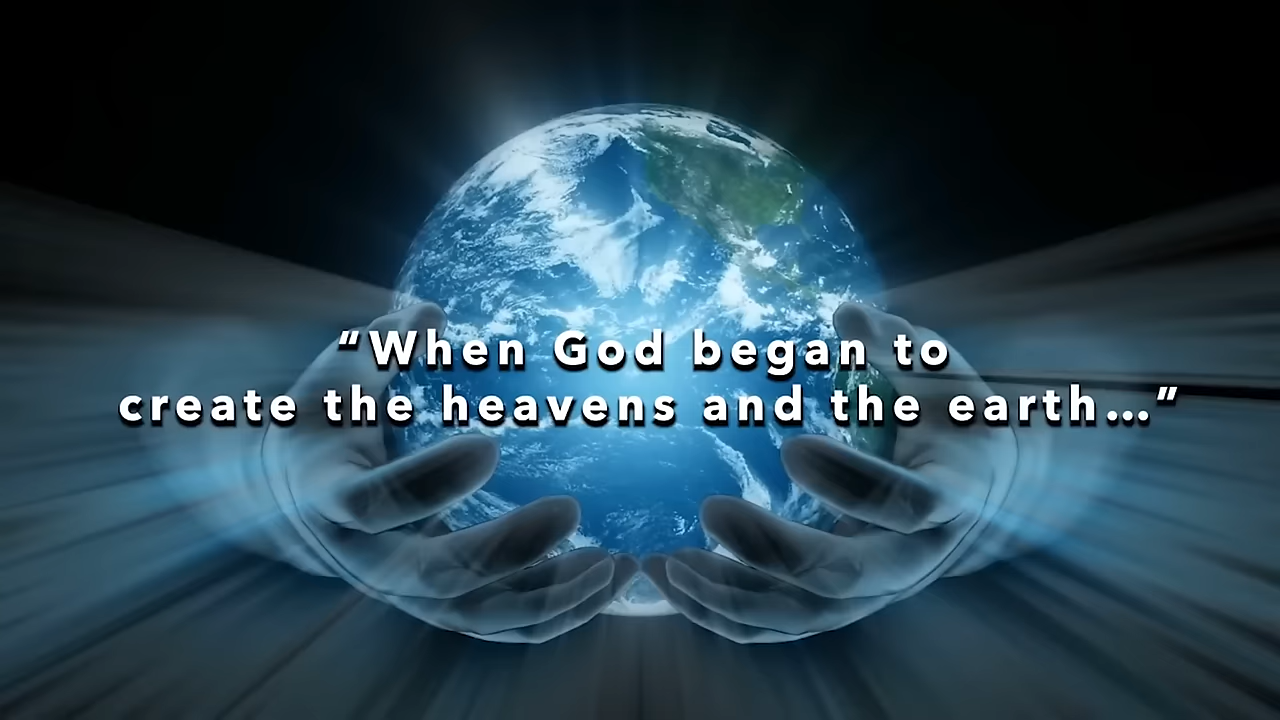 “When God began to
create the heavens and the earth…”